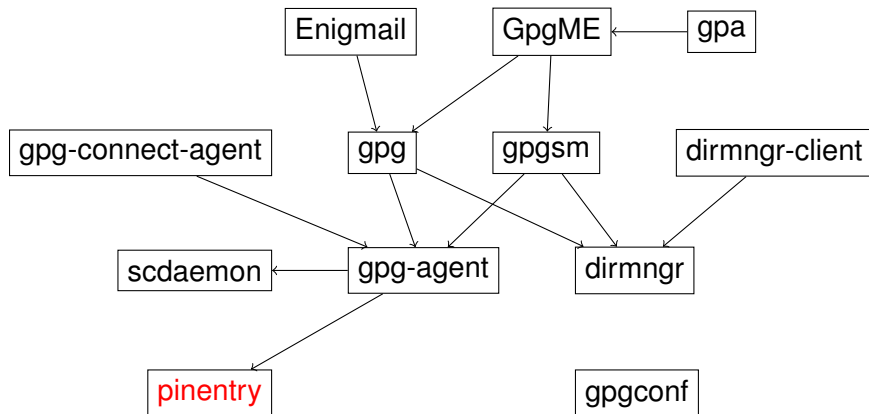 Enigmail
GpgME
gpa
gpg-connect-agent
gpg
gpgsm
dirmngr-client
scdaemon
gpg-agent
dirmngr
pinentry
gpgconf